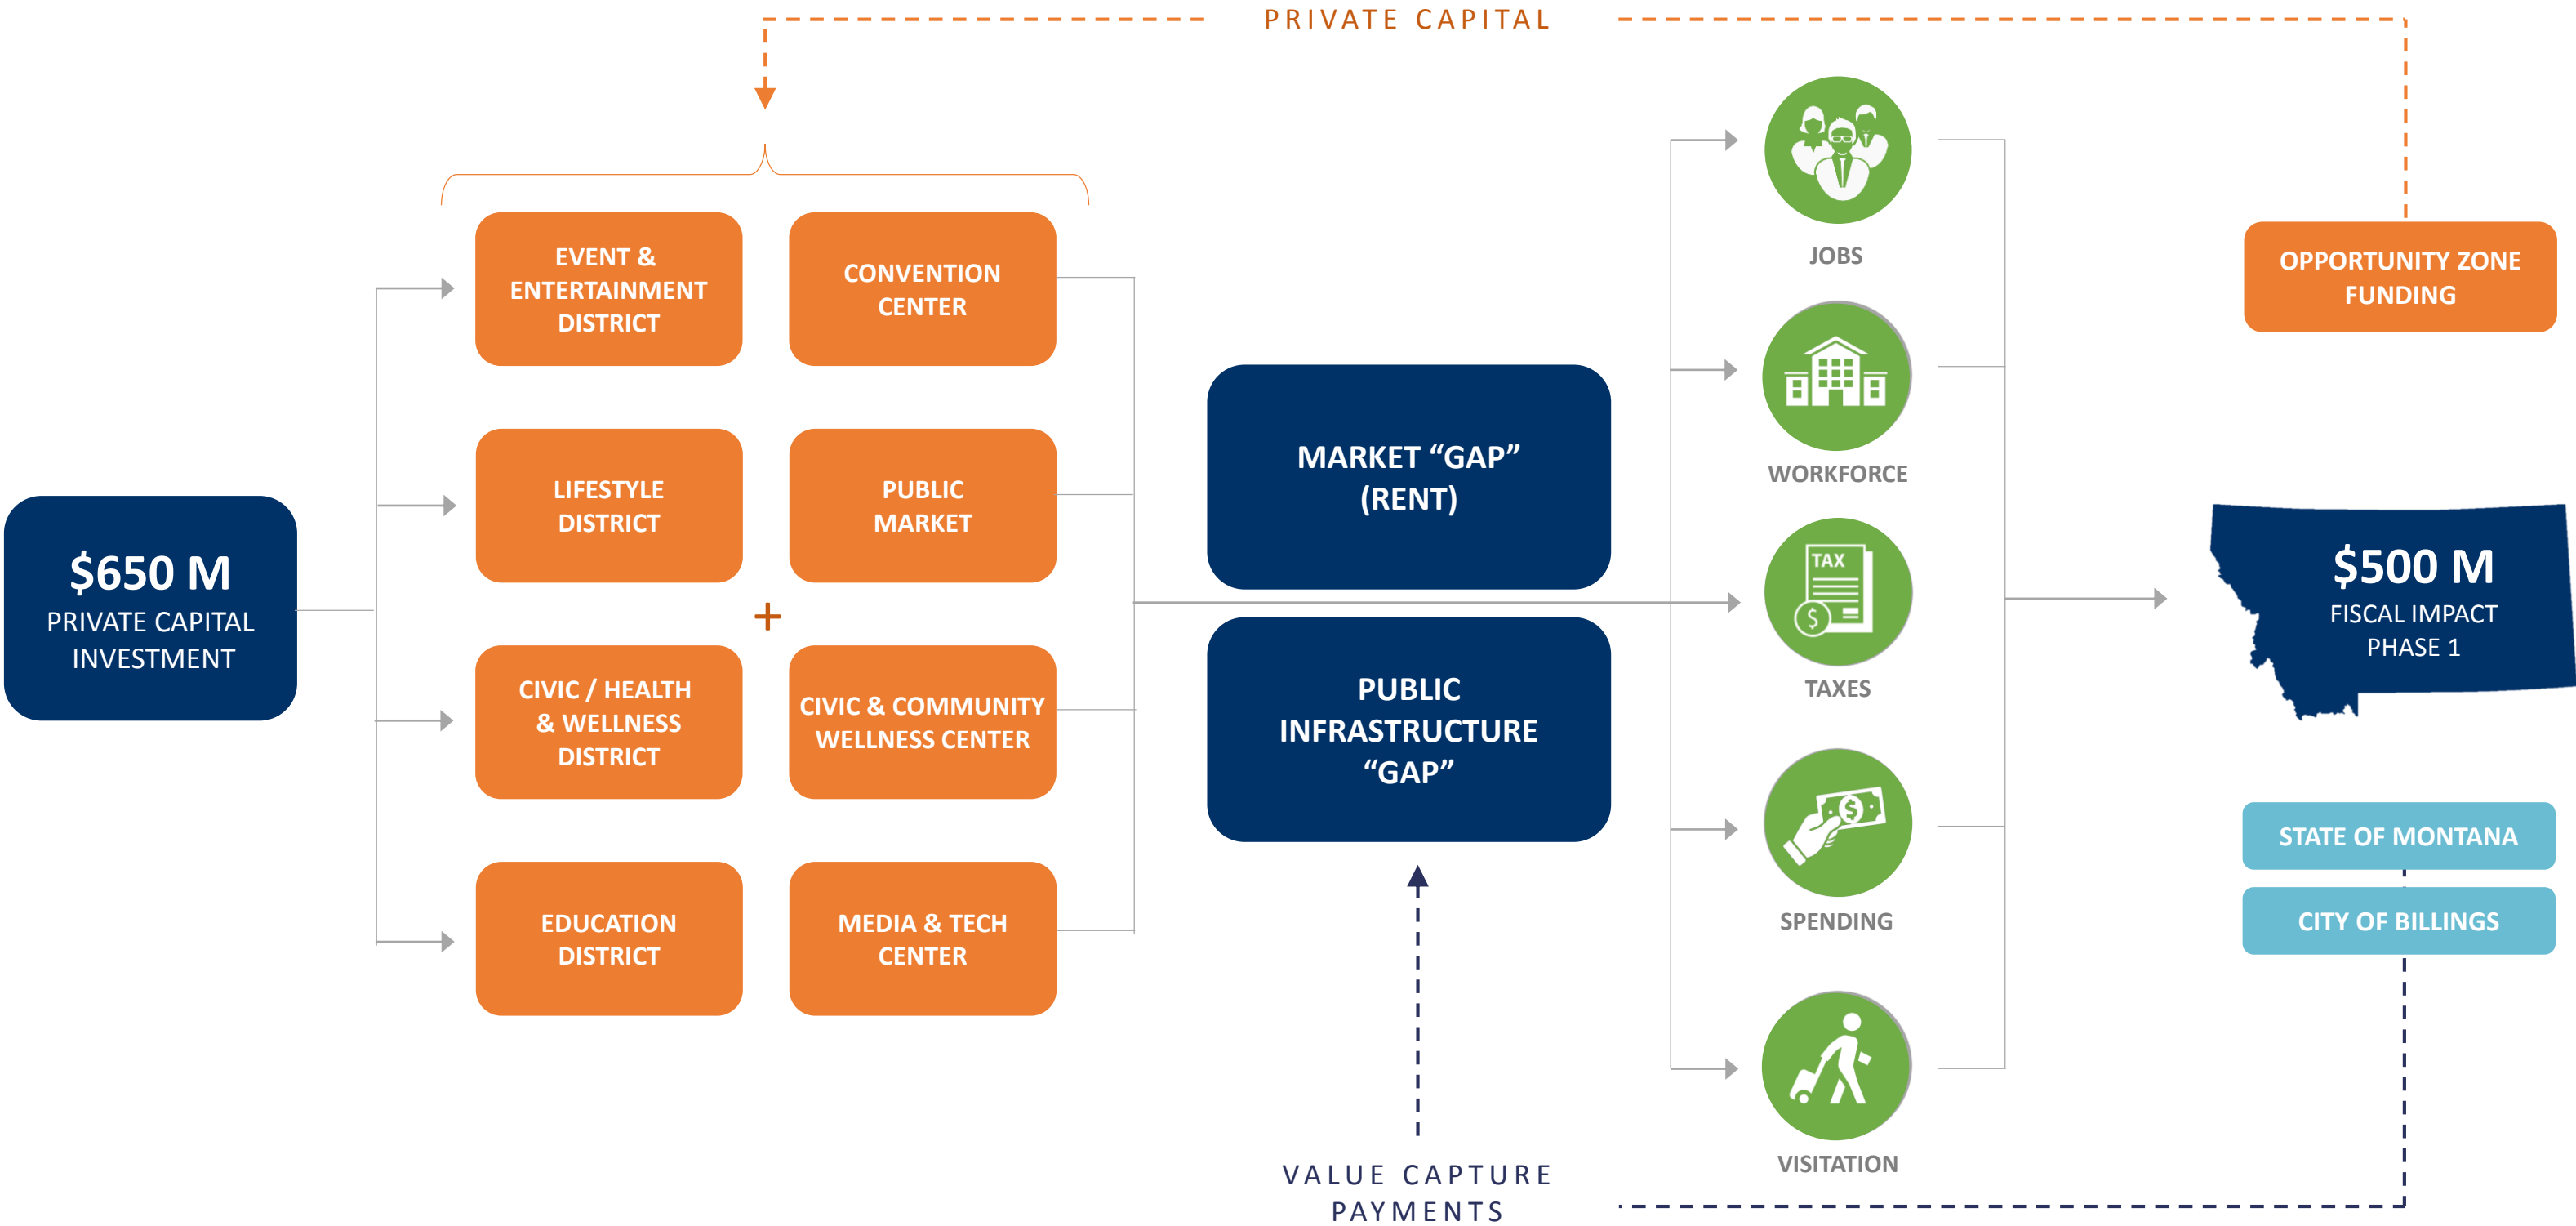 PRIVATE CAPITAL
$650 M
PRIVATE CAPITAL
INVESTMENT
EVENT &
ENTERTAINMENT
DISTRICT
CONVENTION
CENTER
LIFESTYLE
DISTRICT
PUBLIC
MARKET
+
CIVIC / HEALTH
& WELLNESS
DISTRICT
CIVIC & COMMUNITY
WELLNESS CENTER
EDUCATION
DISTRICT
MEDIA & TECH
CENTER
MARKET “GAP”
(RENT)
PUBLIC
INFRASTRUCTURE
“GAP”
VALUE CAPTURE
PAYMENTS
JOBS
WORKFORCE
TAX
$
TAXES
$
SPENDING
VISITATION
OPPORTUNITY ZONE
FUNDING
$500 M
FISCAL IMPACT
PHASE 1
STATE OF MONTANA
CITY OF BILLINGS